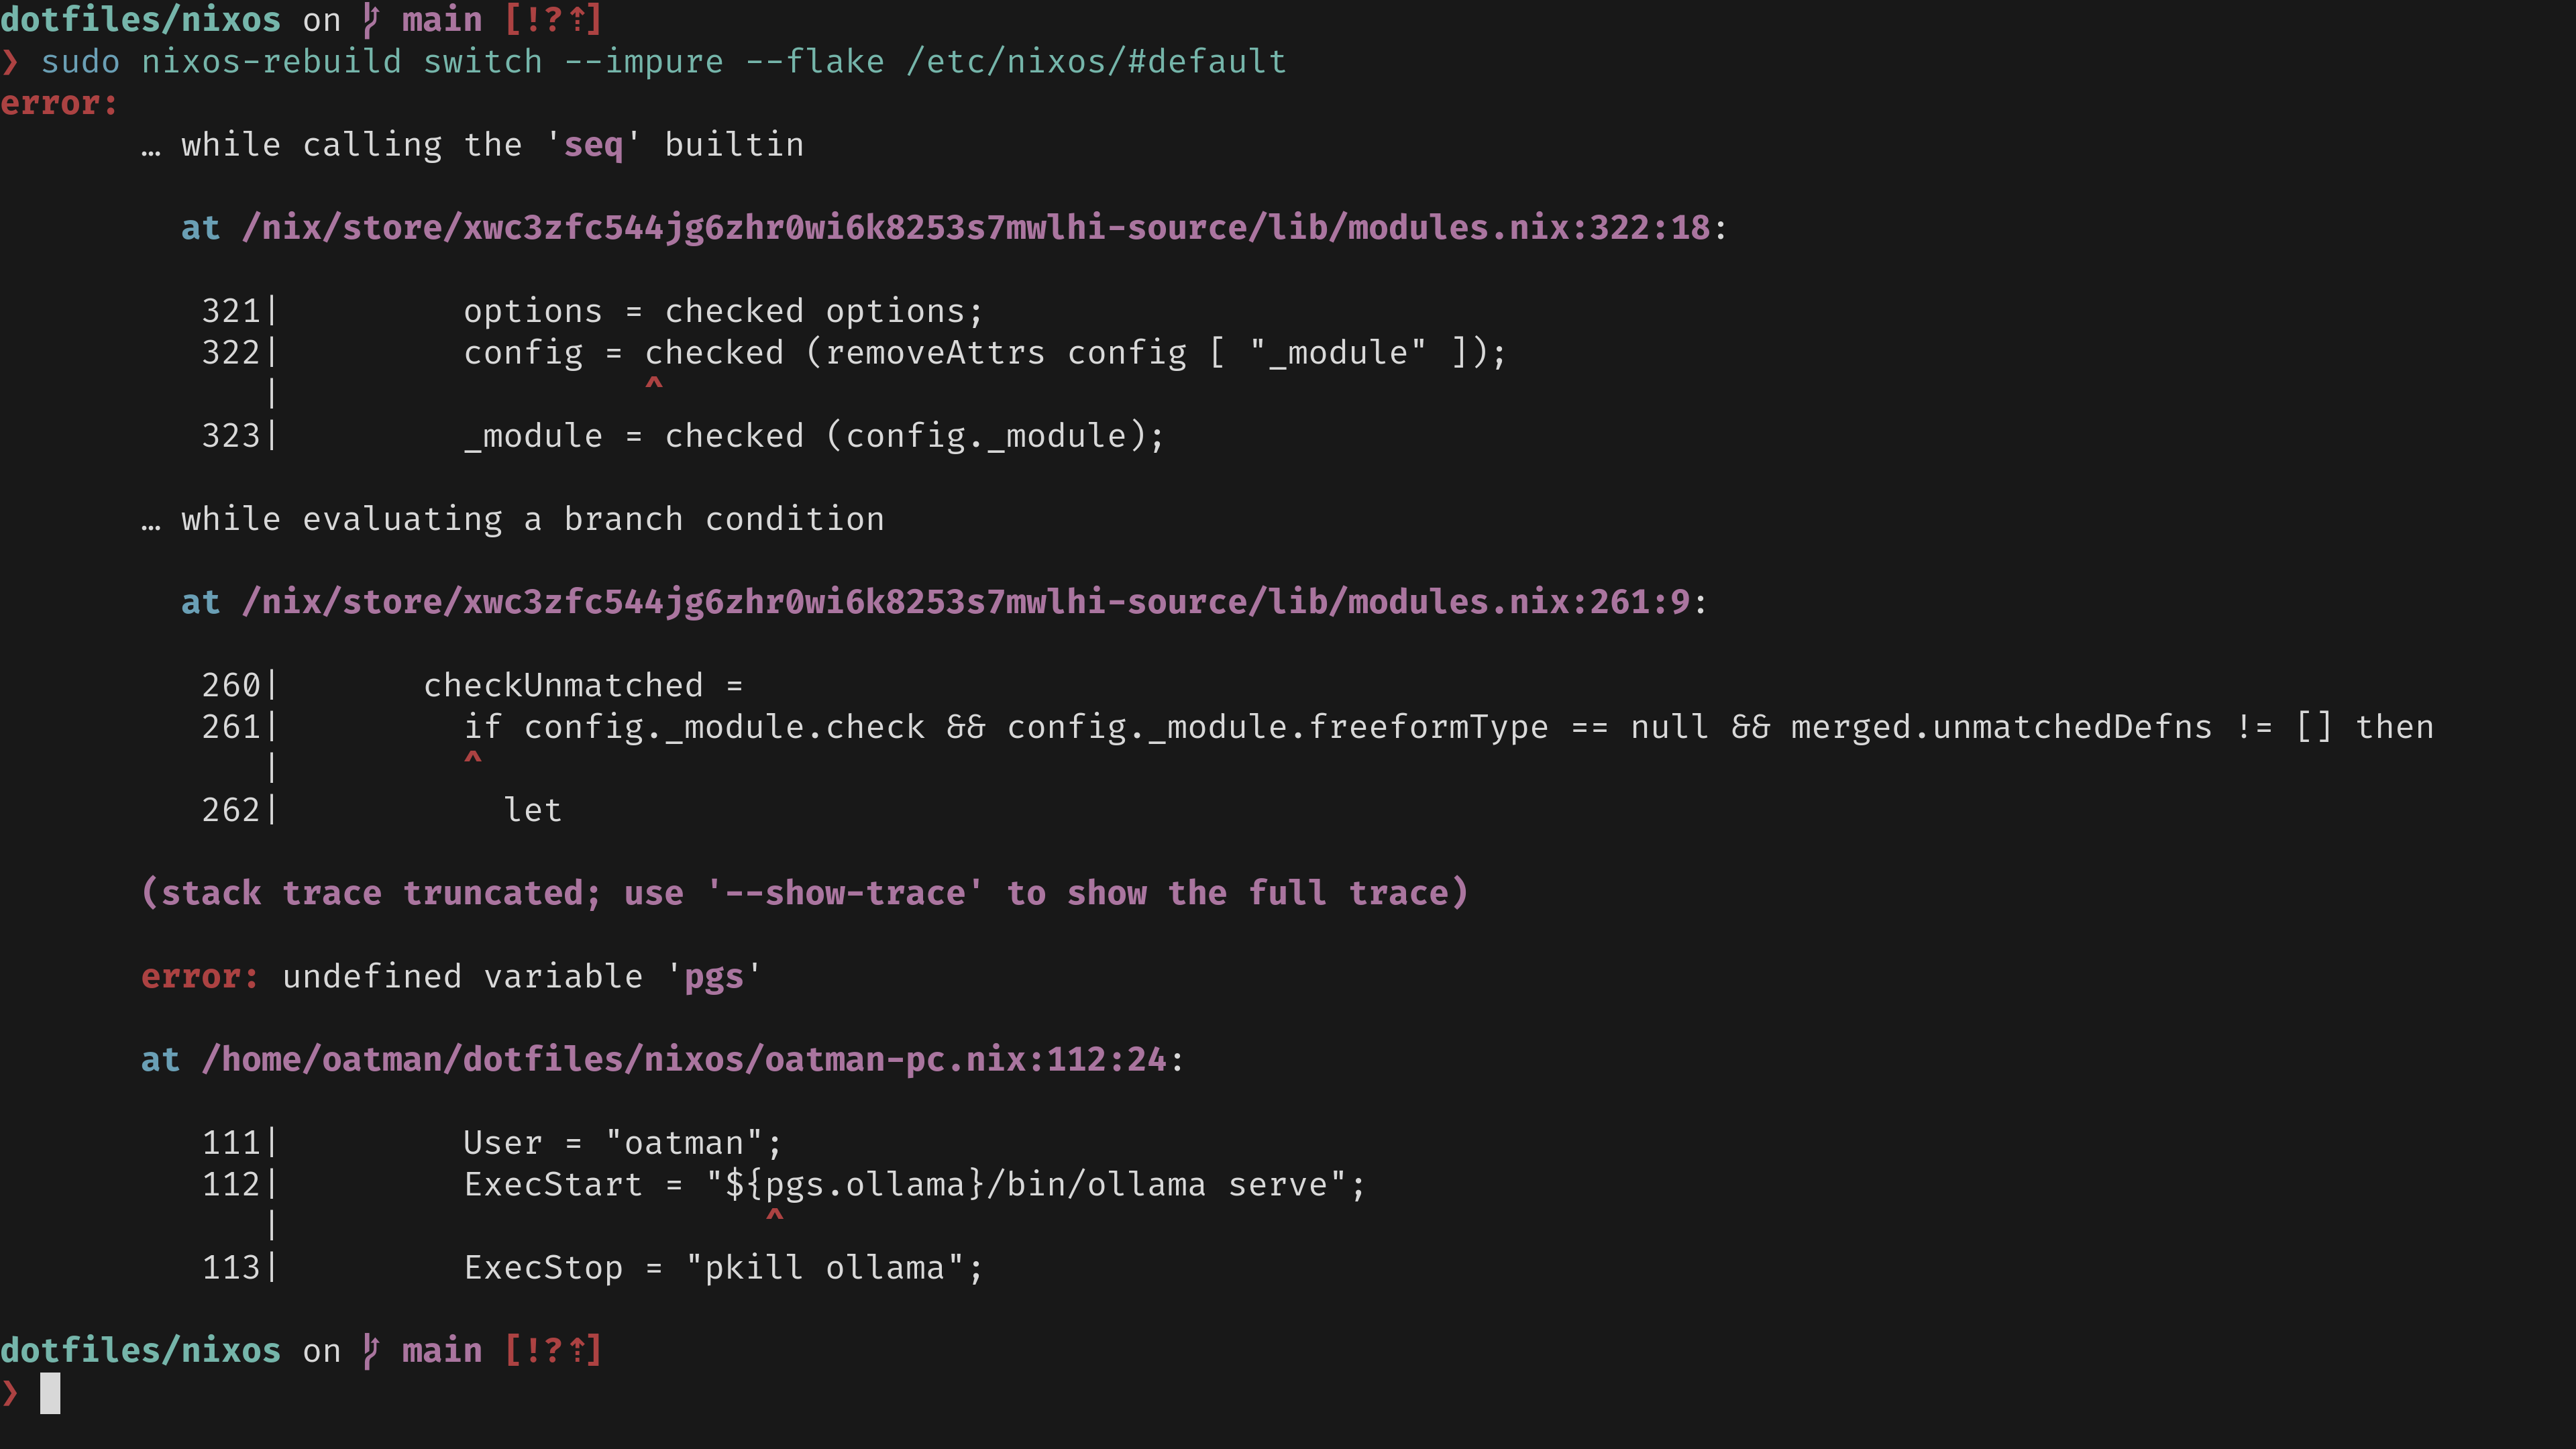 dotfiles/nixos on main [!?⇡]
❯ sudo nixos-rebuild switch --impure --flake /etc/nixos/#default
error:
… while calling the 'seq' builtin
at /nix/store/xwc3zfc544jg6zhr0wi6k8253s7mwlhi-source/lib/modules.nix:322:18:
321|         options = checked options;
322|         config = checked (removeAttrs config [ "_module" ]);
|                  ^
323|         _module = checked (config._module);
… while evaluating a branch condition
at /nix/store/xwc3zfc544jg6zhr0wi6k8253s7mwlhi-source/lib/modules.nix:261:9:
260|       checkUnmatched =
261|         if config._module.check && config._module.freeformType == null && merged.unmatchedDefns != [] then
|         ^
262|           let
(stack trace truncated; use '--show-trace' to show the full trace)
error: undefined variable 'pgs'
at /home/oatman/dotfiles/nixos/oatman-pc.nix:112:24:
111|         User = "oatman";
112|         ExecStart = "${pgs.ollama}/bin/ollama serve";
|                        ^
113|         ExecStop = "pkill ollama";
dotfiles/nixos on main [!?⇡]
❯